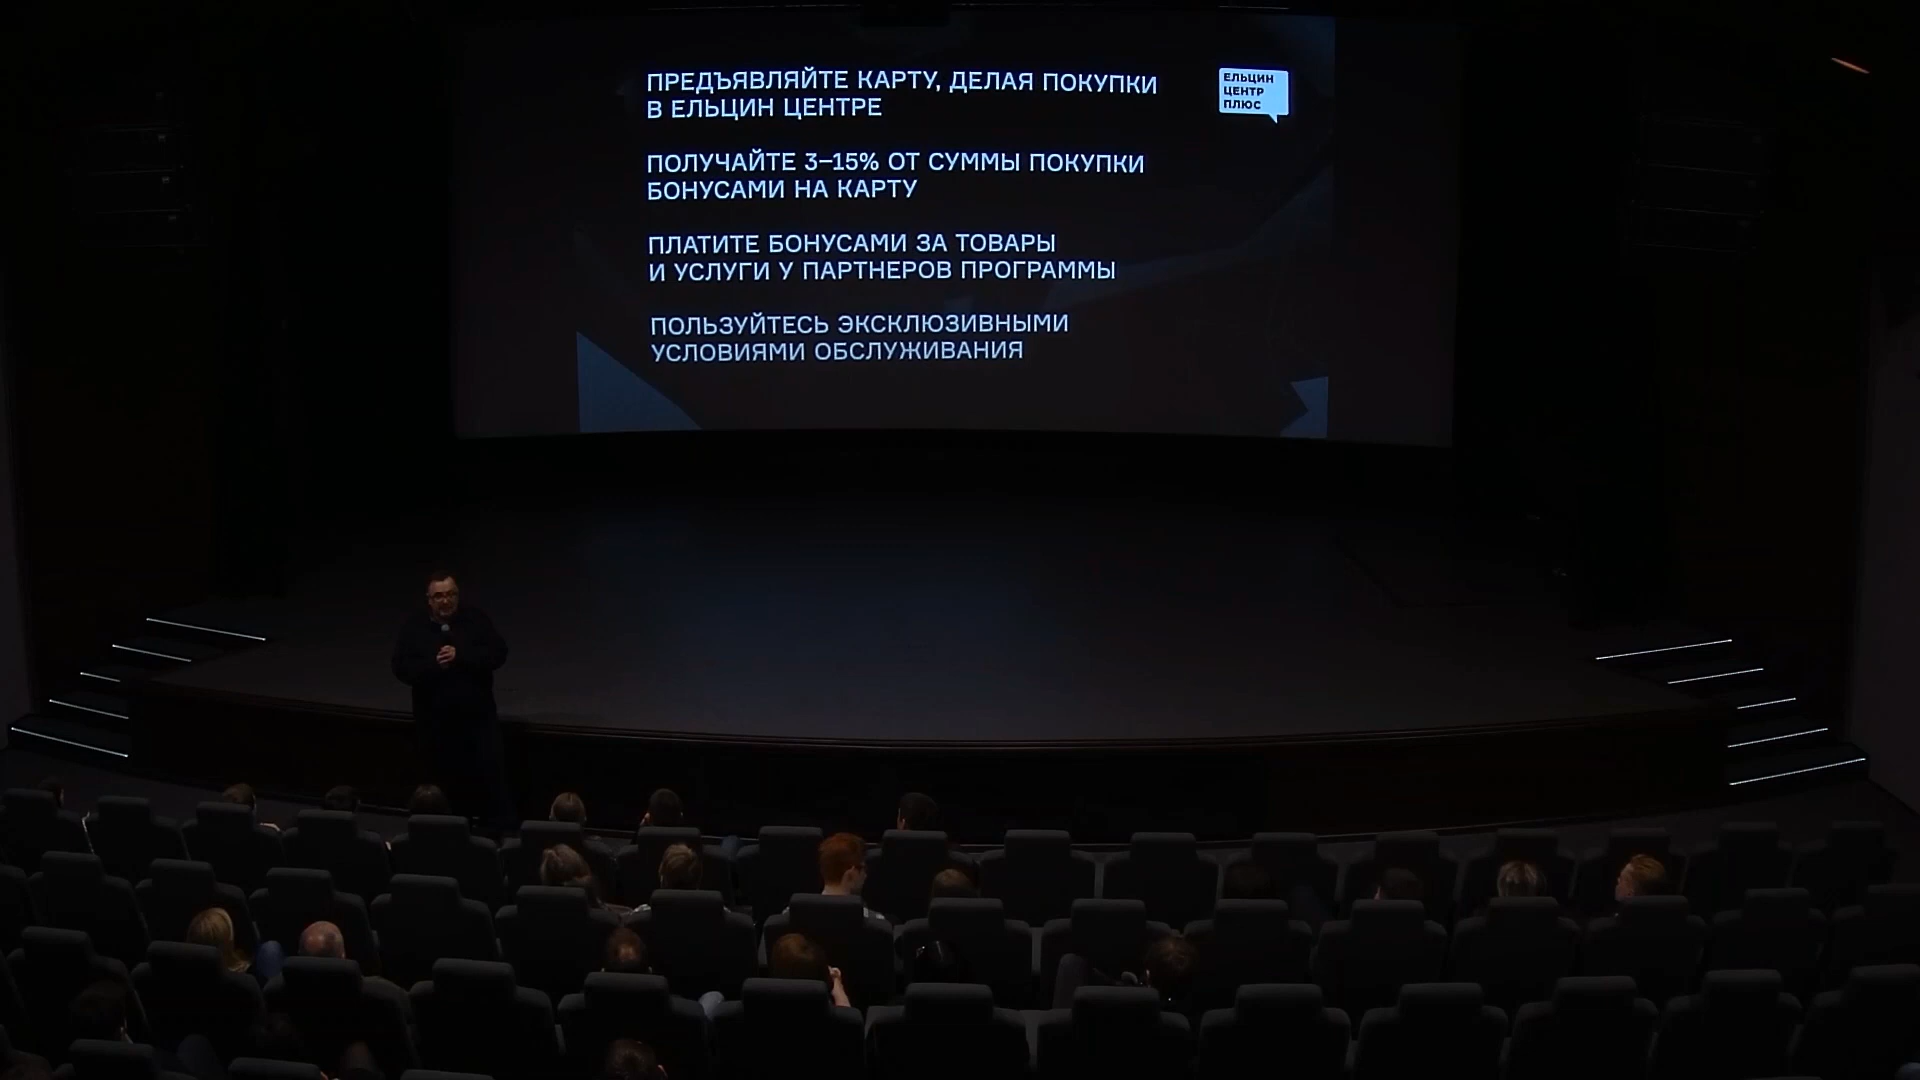 ПРЕДЪЯВЛЯЙТЕ КАРТУ, ДЕЛАЯ ПОКУПКИ
В ЕЛЬЦИН ЦЕНТРЕ
ЕЛЬЦИН
ЦЕНТР
ПЛЮС
ПОЛУЧАЙТЕ 3–15% ОТ СУММЫ ПОКУПКИ
БОНУСАМИ НА КАРТУ
ПЛАТИТЕ БОНУСАМИ ЗА ТОВАРЫ
И УСЛУГИ У ПАРТНЕРОВ ПРОГРАММЫ
ПОЛЬЗУЙТЕСЬ ЭКСКЛЮЗИВНЫМИ
УСЛОВИЯМИ ОБСЛУЖИВАНИЯ